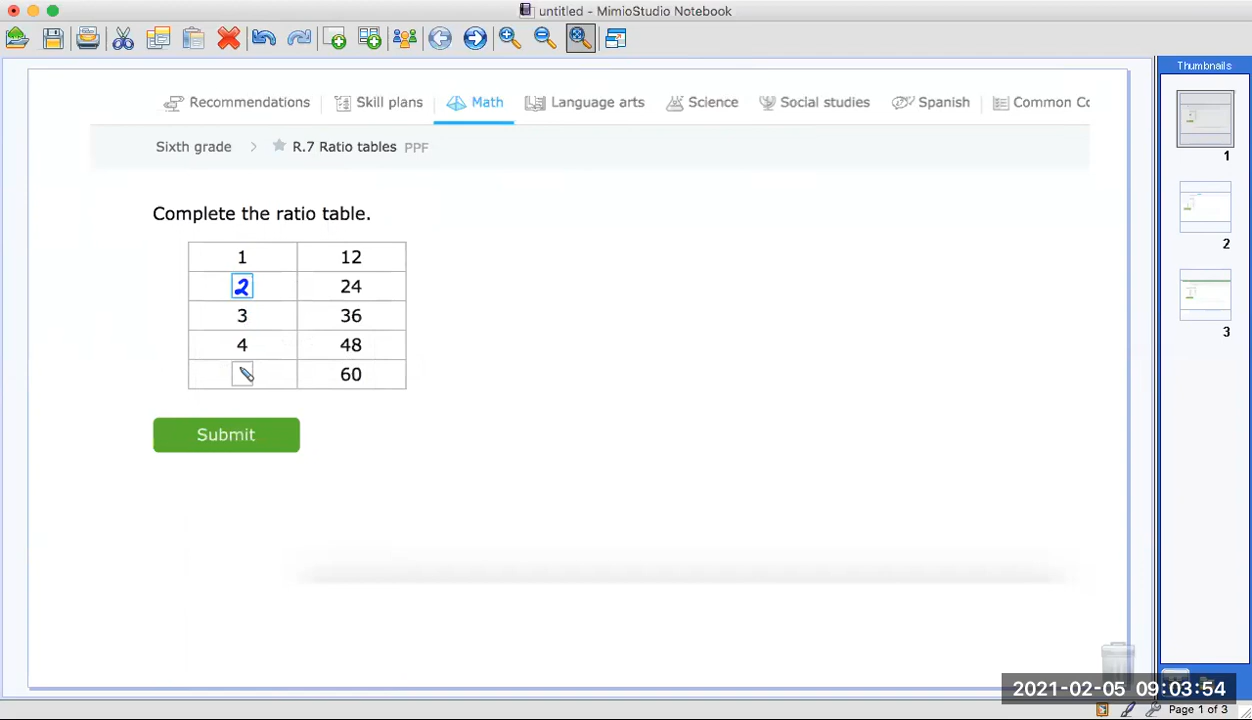 untitled - MimioStudio Notebook
Thumbnails
Recommendations Skill plans Math Language arts Science Social studies Spanish Common Co
Sixth grade > R.7 Ratio tables PPF
Complete the ratio table.
1 12
2 24
3 36
4 48
60
Submit
1
2
3
2021-02-05 09:03:54
Page 1 of 3